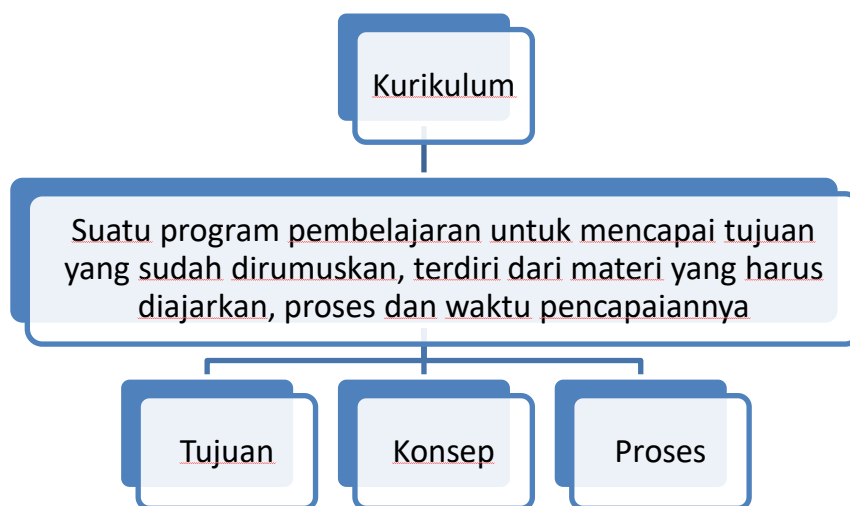 Kurikulum
Suatu program pembelajaran untuk mencapai tujuan
yang sudah dirumuskan, terdiri dari materi yang harus
diajarkan, proses dan waktu pencapaiannya
Tujuan
Konsep
Proses